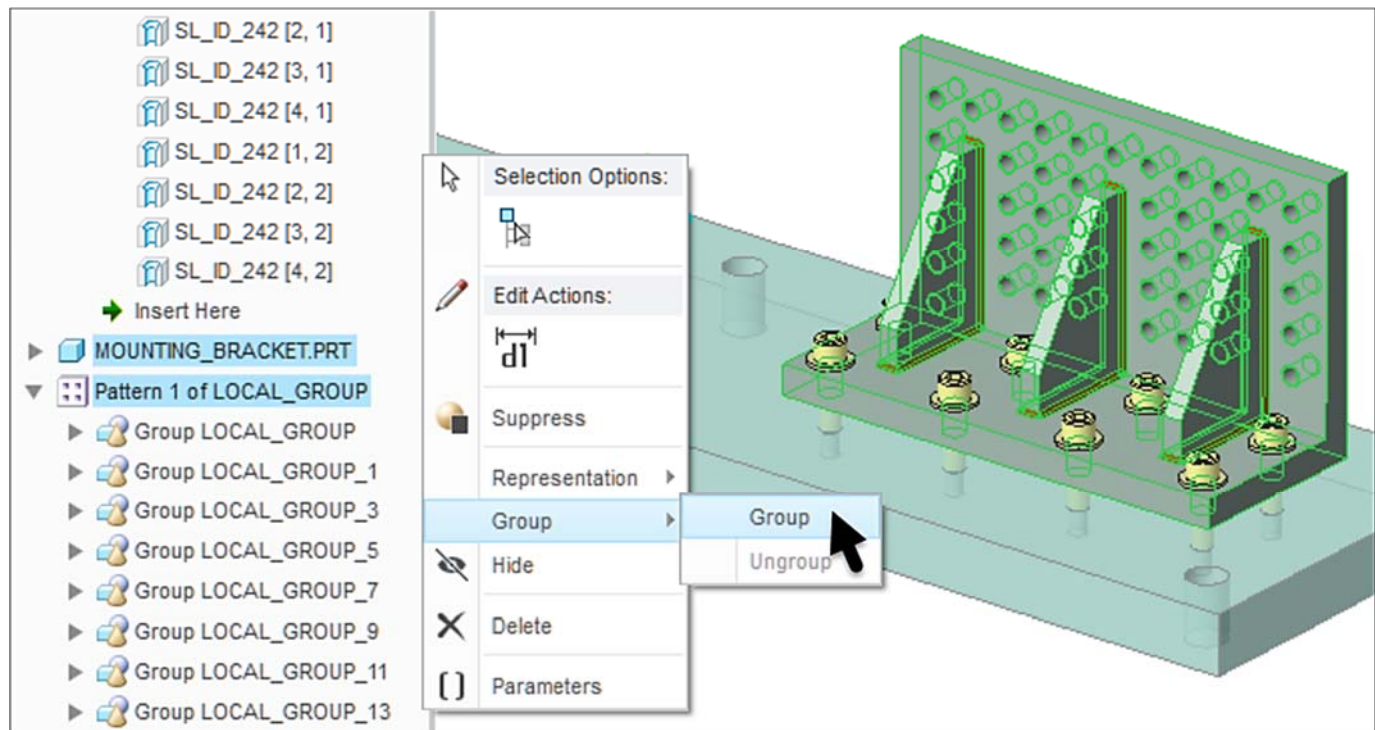 SL_ID_242 [2, 1]
SL_ID_242 [3, 1]
SL_ID_242 [4, 1]
SL_ID_242 [1, 2]
SL_ID_242 [2, 2]
SL_ID_242 [3, 2]
SL_ID_242 [4, 2]
Insert Here
MOUNTING_BRACKET.PRT
Pattern 1 of LOCAL_GROUP
Group LOCAL_GROUP
Group LOCAL_GROUP_1
Group LOCAL_GROUP_3
Group LOCAL_GROUP_5
Group LOCAL_GROUP_7
Group LOCAL_GROUP_9
Group LOCAL_GROUP_11
Group LOCAL_GROUP_13
Selection Options:
Edit Actions:
d1
Suppress
Representation
Group
Hide
Delete
Parameters
Group
Ungroup